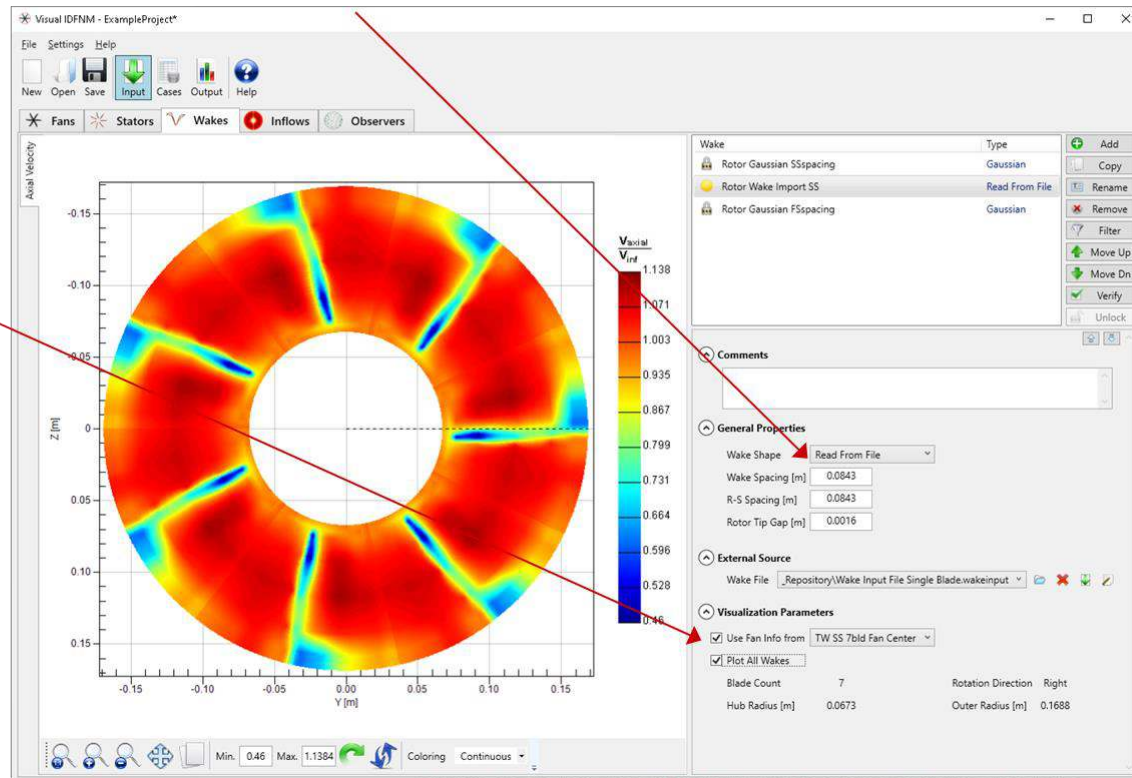 Visual IDFNM - ExampleProject*
File Settings Help
New Open Save Input Cases Output Help
Fans Stators Wakes Inflows Observers
Axial Velocity
-0.15
-0.10
-0.05
0
0.05
0.10
0.15
Z [m]
-0.15 -0.10 -0.05 0.00 0.05 0.10 0.15
Y [m]
Vaxial
Vinf
1.138
1.071
1.003
0.935
0.867
0.799
0.731
0.664
0.596
0.528
0.46
Min. 0.46 Max. 1.1384 Coloring Continuous
Wake Type
Rotor Gaussian SSspacing Gaussian
Rotor Wake Import SS Read From File
Rotor Gaussian FSspacing Gaussian
Add
Copy
Rename
Remove
Filter
Move Up
Move Dn
Verify
Unlock
Comments
General Properties
Wake Shape Read From File
Wake Spacing [m] 0.0843
R-S Spacing [m] 0.0843
Rotor Tip Gap [m] 0.0016
External Source
Wake File _Repository\Wake Input File Single Blade.wakeinput
Visualization Parameters
Use Fan Info from TW SS 7bld Fan Center
Plot All Wakes
Blade Count 7 Rotation Direction Right
Hub Radius [m] 0.0673 Outer Radius [m] 0.1688